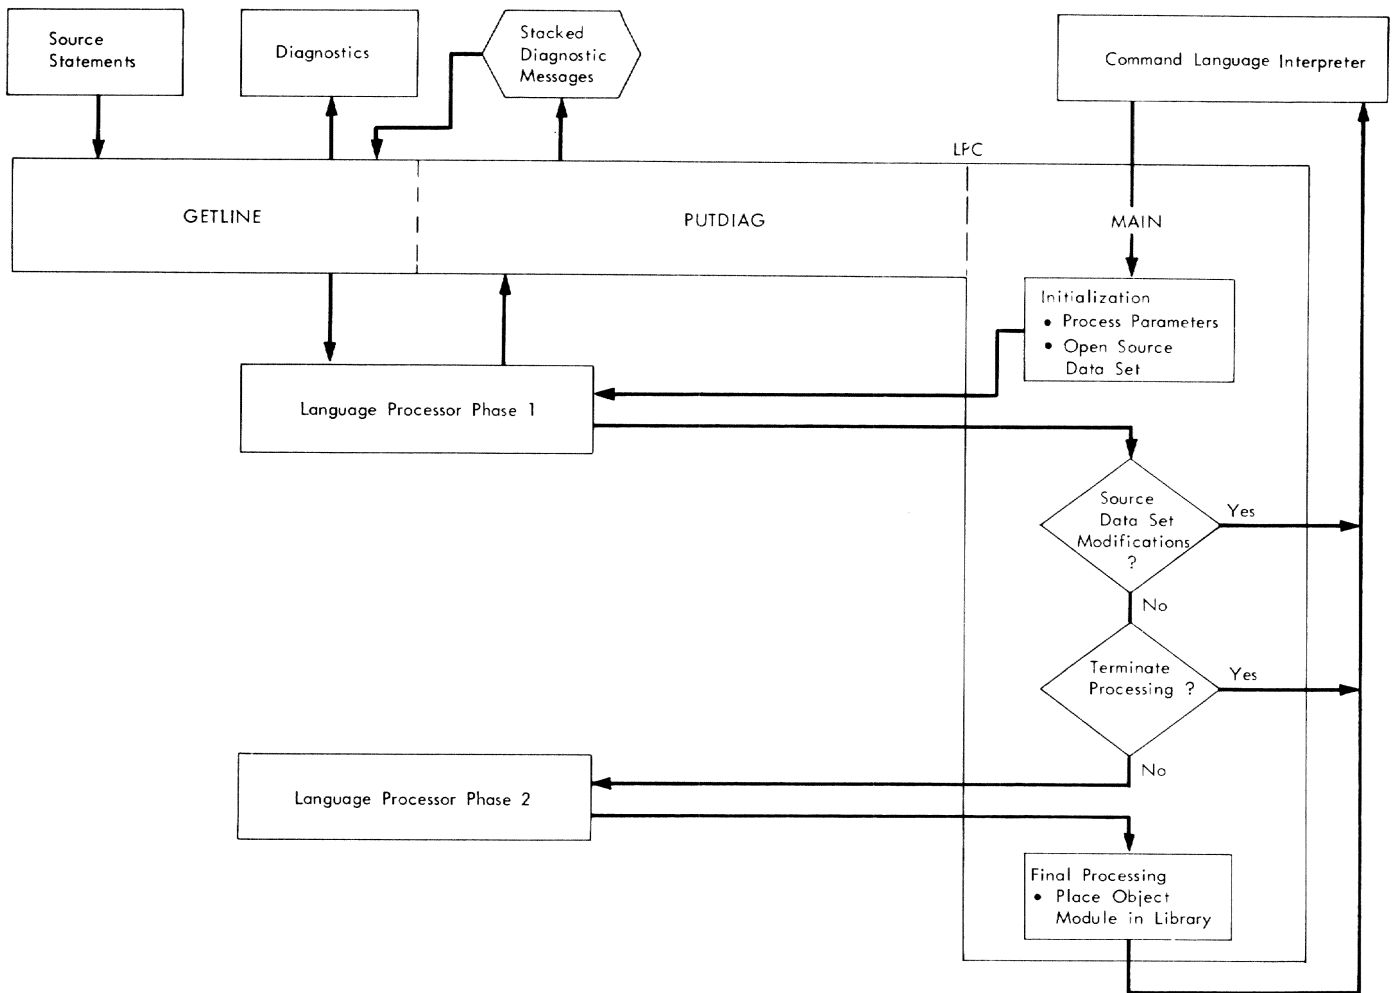 Source
Statements
Diagnostics
Stacked
Diagnostic
Messages
Command Language Interpreter
LPC
GETLINE
PUTDIAG
MAIN
Initialization
• Process Parameters
• Open Source
Data Set
Language Processor Phase 1
Source
Data Set
Modifications
?
Yes
No
Terminate
Processing ?
Yes
No
Language Processor Phase 2
Final Processing
• Place Object
Module in Library